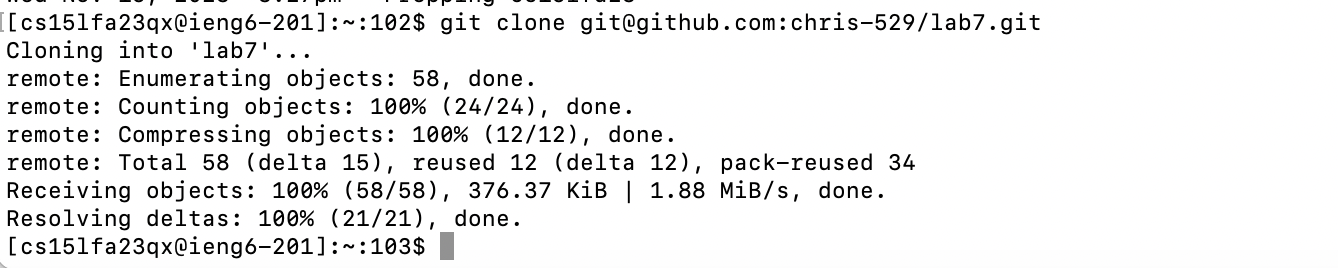 [[cs15lfa23qx@ieng6-201]:~:102$ git clone git@github.com:chris-529/lab7.git
Cloning into 'lab7'...
remote: Enumerating objects: 58, done.
remote: Counting objects: 100% (24/24), done.
remote: Compressing objects: 100% (12/12), done.
remote: Total 58 (delta 15), reused 12 (delta 12), pack-reused 34
Receiving objects: 100% (58/58), 376.37 KiB | 1.88 MiB/s, done.
Resolving deltas: 100% (21/21), done.
[cs15lfa23qx@ieng6-201]:~:103$